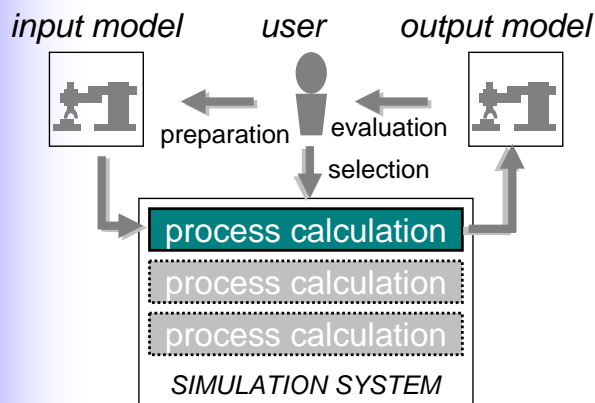 input model user output model
preparation evaluation
selection
process calculation
process calculation
process calculation
SIMULATION SYSTEM